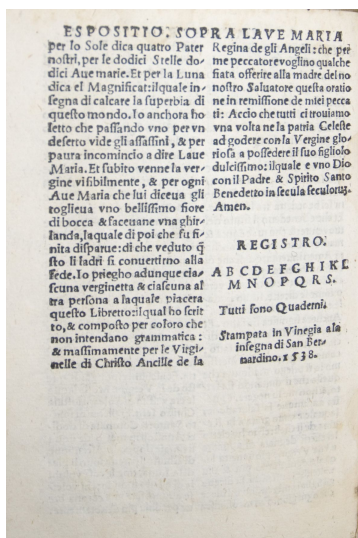 ESPOSITIO. SOPRA LAVE MARIA
per lo Sole dica quatro Pater
nostri, per le dodici Stelle do⸗
dici Aue marie. Et per la Luna
dica el Magnificat: ilquale in⸗
segna di calcare la superbia di
questo mondo. Io anchora ho
letto che passando vno per vn
deserto vide gli assassini, & per
paura incomincio a dire Laue
Maria. Et subito venne la ver⸗
gine visibilmente, & per ogni
Aue Maria che lui diceua gli
toglieua vno bellissimo fiore
di bocca & faceuane vna ghir⸗
landa, laquale di poi che fu fi⸗
nita disparue: di che veduto q̃
sto li ladri si conuertirno alla
fede. Io priegho adunque cia⸗
scuna verginetta & ciascuna al
tra persona a laquale piacera
questo Libretto: ilqual ho scrit
to, & composto per coloro che
non intendano grammatica:
& massimamente per le Virgi⸗
nelle di Christo Ancille de la
Regina de gli Angeli: che per
me peccatore voglino qualche
fiata offerire alla madre del no
nostro Saluatore questa oratio
ne in remissione de miei pecca
ti: Accio che tutti ci trouiamo
vna volta ne la patria Celeste
ad godere con la Vergine glo⸗
riosa a possedere il suo figliolo
dulcissimo: ilquale e vno Dio
con il Padre & Spirito Santo
Benedetto in secula seculorum.
Amen.
REGISTRO.
A B C D E F G H I K L
M N O P Q R S.
Tutti sono Quaderni.
Stampata in Vinegia a la
insegna di San Ber⸗
nardino. 1538.